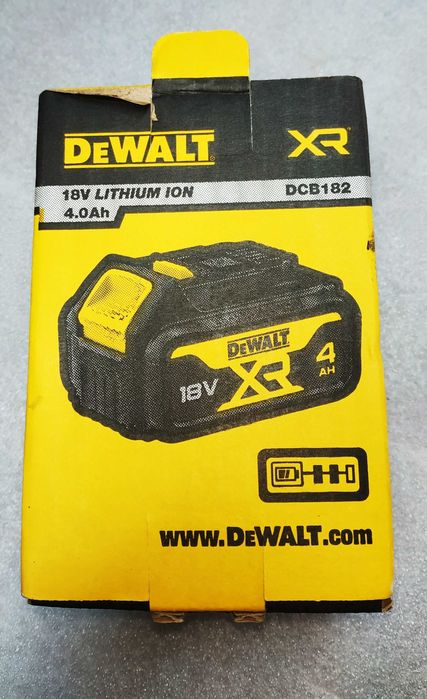 DEWALT XR
18V LITHIUM ION DCB182
4.0Ah
DEWALT
18V XR 4
AH
www.DEWALT.com